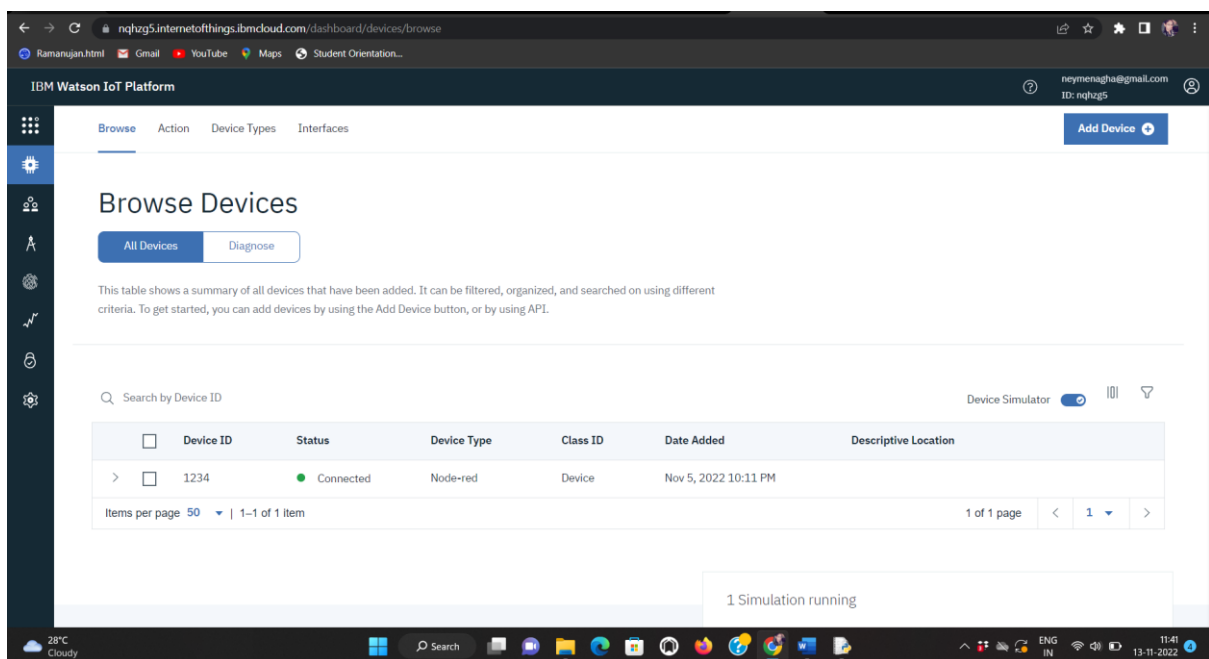 nqhzg5.internetofthings.ibmcloud.com/dashboard/devices/browse
Ramanujan.html Gmail YouTube Maps Student Orientation...
IBM Watson IoT Platform
neymenagha@gmail.com
ID: nqhzg5
Browse Action Device Types Interfaces
Add Device
Browse Devices
All Devices Diagnose
This table shows a summary of all devices that have been added. It can be filtered, organized, and searched on using different
criteria. To get started, you can add devices by using the Add Device button, or by using API.
Search by Device ID
Device Simulator
Device ID Status Device Type Class ID Date Added Descriptive Location
1234 Connected Node-red Device Nov 5, 2022 10:11 PM
Items per page 50 | 1–1 of 1 item
1 of 1 page < 1 >
1 Simulation running
28°C
Cloudy
Search
ENG
IN
11:41
13-11-2022
4